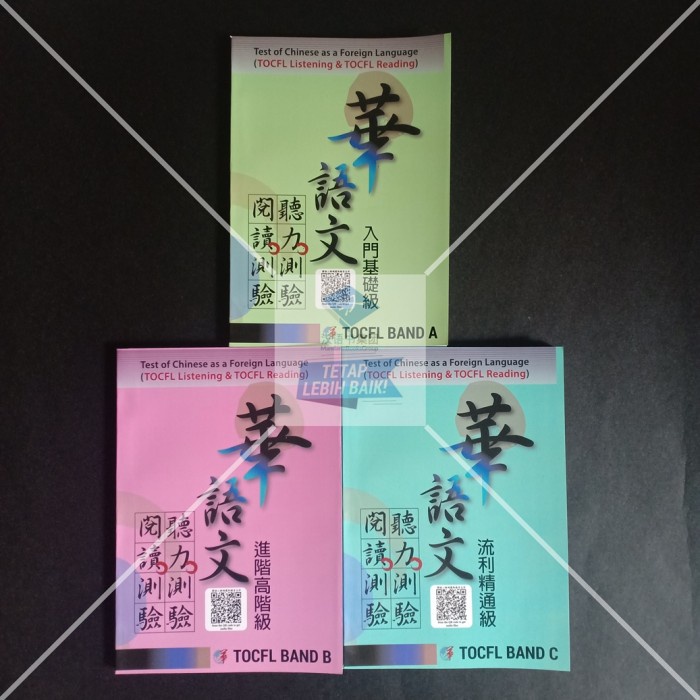 Test of Chinese as a Foreign Language
(TOCFL Listening & TOCFL Reading)
華語文
聽力測驗
閱讀測驗
入門基礎級
TOCFL BAND A
TETAP
LEBIH BAIK!
Test of Chinese as a Foreign Language
(TOCFL Listening & TOCFL Reading)
華語文
聽力測驗
閱讀測驗
進階高階級
TOCFL BAND B
Test of Chinese as a Foreign Language
(TOCFL Listening & TOCFL Reading)
華語文
聽力測驗
閱讀測驗
流利精通級
TOCFL BAND C